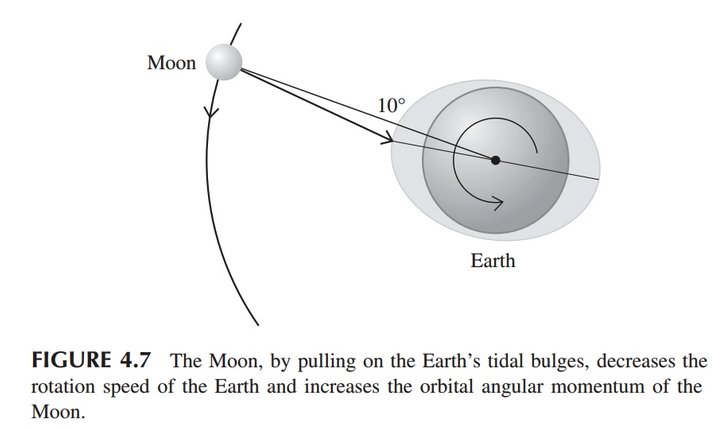 Moon
10°
Earth
FIGURE 4.7 The Moon, by pulling on the Earth's tidal bulges, decreases the
rotation speed of the Earth and increases the orbital angular momentum of the
Moon.